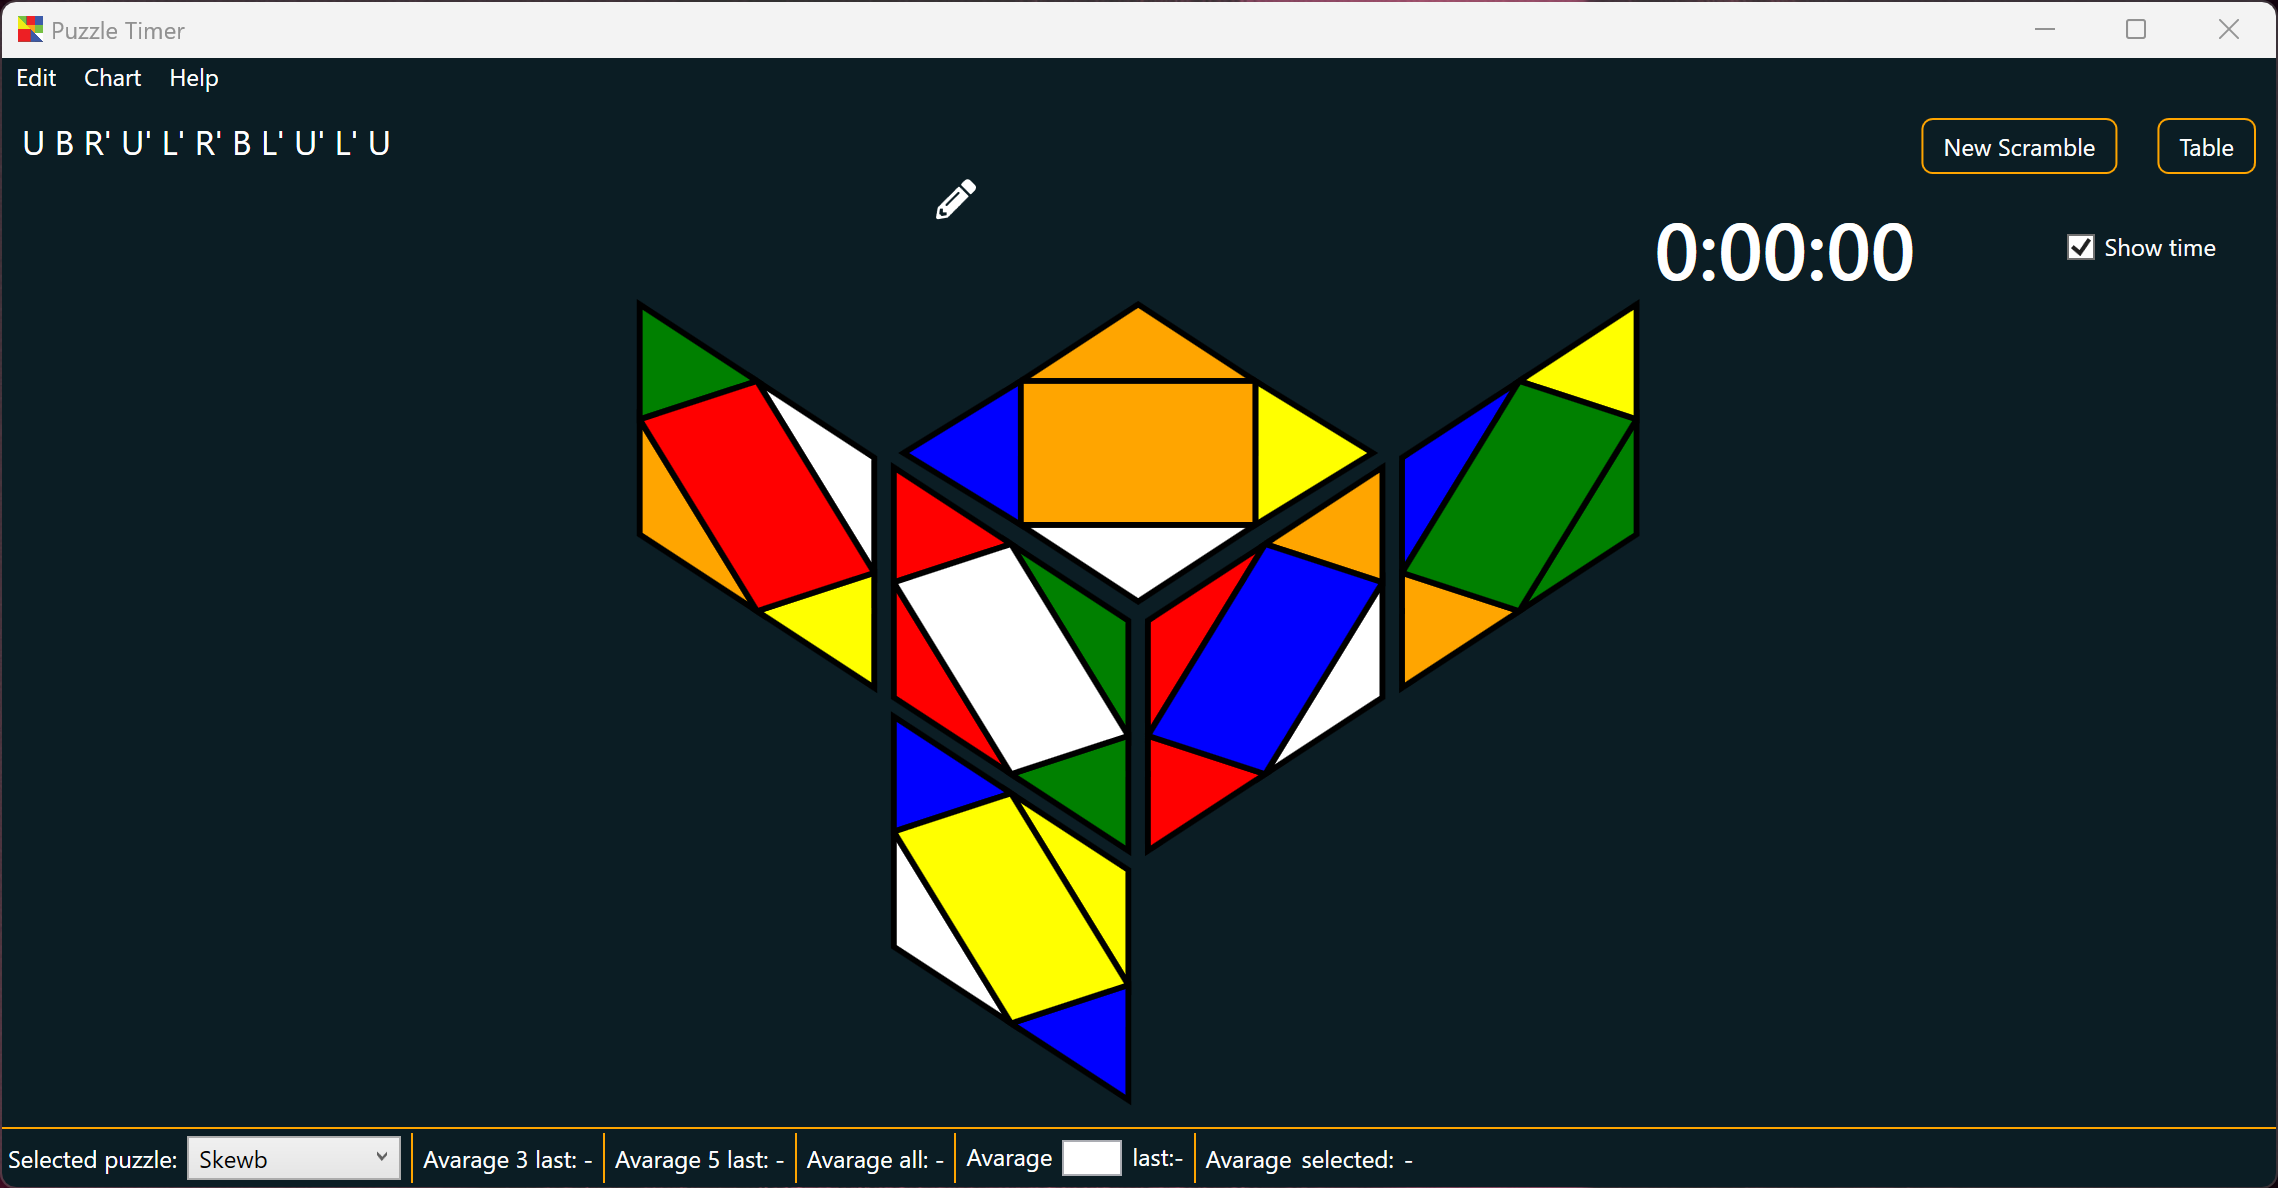 Puzzle Timer
Edit Chart Help
U B R' U' L' R' B L' U' L' U
New Scramble
Table
0:00:00
Show time
Selected puzzle: Skewb Avarage 3 last: - Avarage 5 last: - Avarage all: - Avarage last:- Avarage selected: -